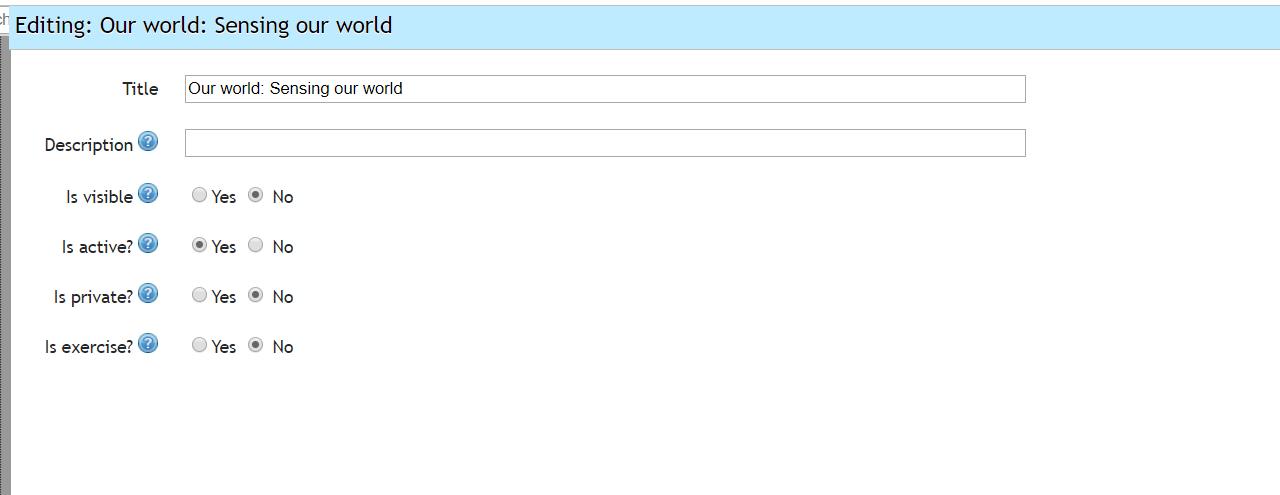 Editing: Our world: Sensing our world
Title Our world: Sensing our world
Description ?
Is visible ? Yes No
Is active? ? Yes No
Is private? ? Yes No
Is exercise? ? Yes No